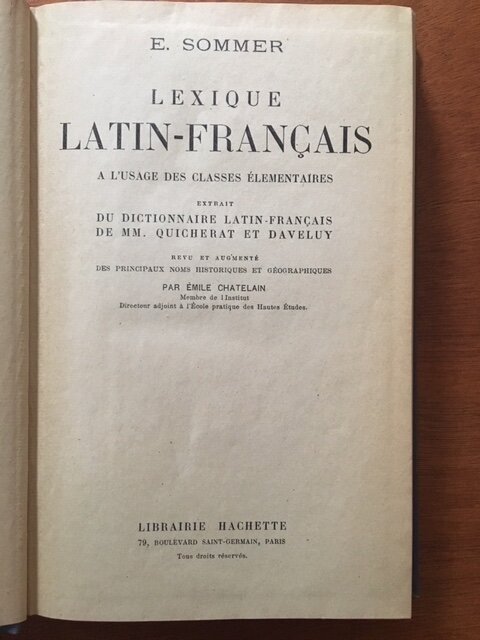 E. SOMMER
LEXIQUE
LATIN-FRANÇAIS
A L'USAGE DES CLASSES ÉLEMENTAIRES
EXTRAIT
DU DICTIONNAIRE LATIN-FRANÇAIS
DE MM. QUICHERAT ET DAVELUY
REVU ET AUGMENTÉ
DES PRINCIPAUX NOMS HISTORIQUES ET GÉOGRAPHIQUES
PAR ÉMILE CHATELAIN
Membre de l'Institut
Directeur adjoint à l'École pratique des Hautes Études.
LIBRAIRIE HACHETTE
79, BOULEVARD SAINT-GERMAIN, PARIS
Tous droits réservés.